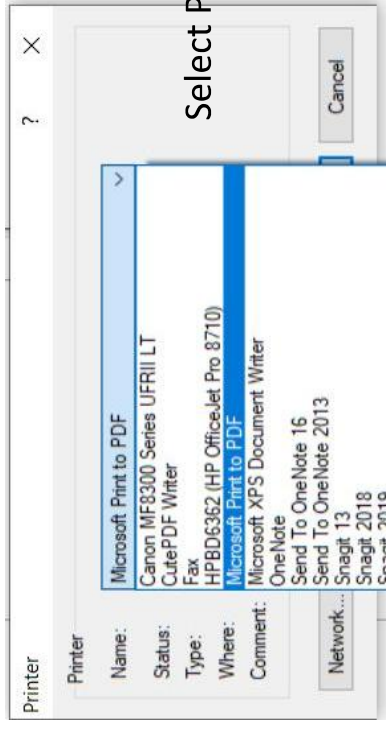 Printer ? ×
Printer
Name: Microsoft Print to PDF
Canon MF8300 Series UFRII LT
Status: CutePDF Writer
Fax
Type: HPBD6362 (HP OfficeJet Pro 8710)
Where: Microsoft Print to PDF
Microsoft XPS Document Writer
Comment: OneNote
Send To OneNote 16
Send To OneNote 2013
Network... Snagit 13
Snagit 2018
Snagit 2019
Cancel
Select P